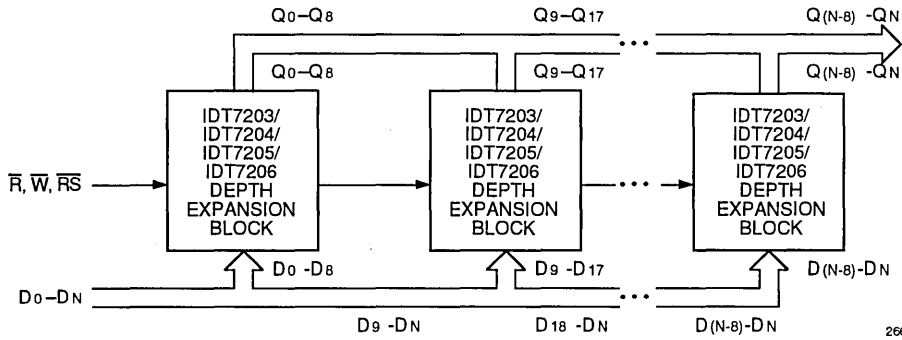 Q0–Q8 Q9–Q17 Q(N-8) -QN
Q0–Q8 Q9–Q17 Q(N-8) -QN
IDT7203/
IDT7204/
IDT7205/
IDT7206
DEPTH
EXPANSION
BLOCK
IDT7203/
IDT7204/
IDT7205/
IDT7206
DEPTH
EXPANSION
BLOCK
IDT7203/
IDT7204/
IDT7205/
IDT7206
DEPTH
EXPANSION
BLOCK
R̅, W̅, R̅S̅
D0 -D8 D9 -D17 D(N-8)-DN
D0–DN
D9 -DN D18 -DN D(N-8)-DN